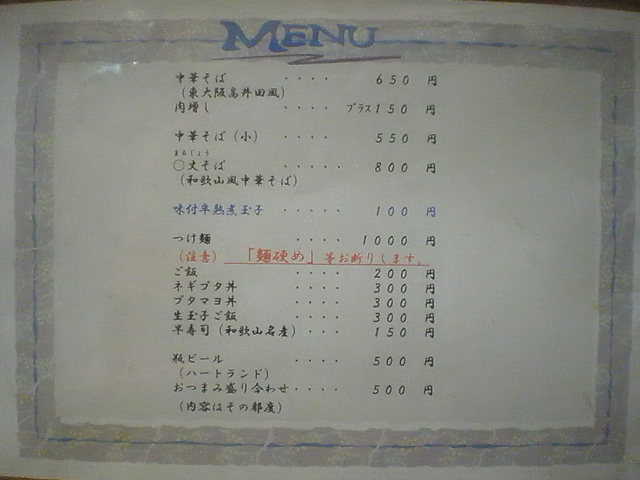 MENU
中華そば ・・・・ 650 円
(東大阪高井田風)
肉増し ・・・・ プラス150 円
中華そば(小) ・・・・ 550 円
まるじょう
〇丈そば ・・・・・ 800 円
(和歌山風中華そば)
味付半熟煮玉子 ・・・・・ 100 円
つけ麺 ・・・・ 1000 円
(注意) 「麺硬め」等お断りします。
ご飯 ・・・・ 200 円
ネギブタ丼 ・・・・ 300 円
ブタマヨ丼 ・・・・ 300 円
生玉子ご飯 ・・・・ 300 円
早寿司(和歌山名産) ・・・ 150 円
瓶ビール ・・・・ 500 円
(ハートランド)
おつまみ盛り合わせ・・・・ 500 円
(内容はその都度)